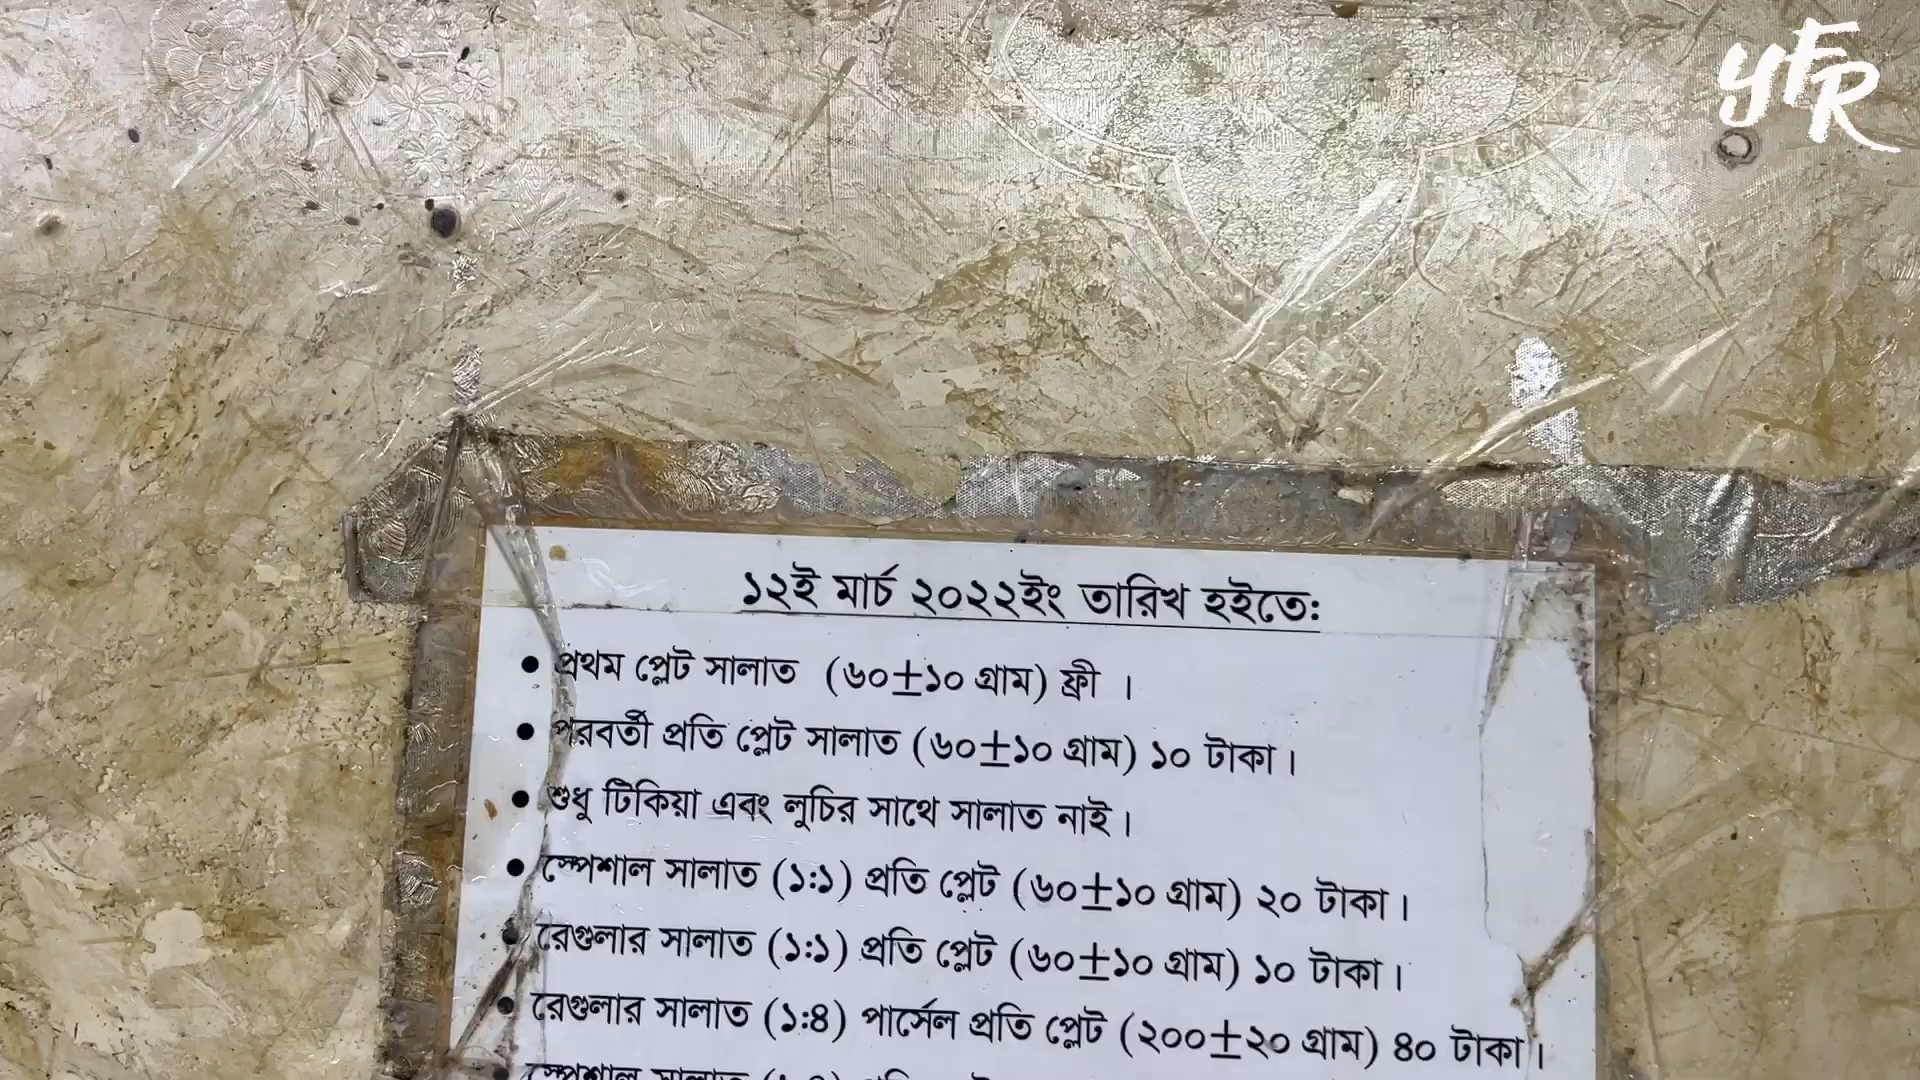 YFR
১২ই মার্চ ২০২২ইং তারিখ হইতে:
• প্রথম প্লেট সালাত (৬০±১০ গ্রাম) ফ্রী ।
• পরবর্তী প্রতি প্লেট সালাত (৬০±১০ গ্রাম) ১০ টাকা।
• শুধু টিকিয়া এবং লুচির সাথে সালাত নাই।
• স্পেশাল সালাত (১:১) প্রতি প্লেট (৬০±১০ গ্রাম) ২০ টাকা।
• রেগুলার সালাত (১:১) প্রতি প্লেট (৬০±১০ গ্রাম) ১০ টাকা।
• রেগুলার সালাত (১:৪) পার্সেল প্রতি প্লেট (২০০±২০ গ্রাম) ৪০ টাকা।
• স্পেশাল সালাত